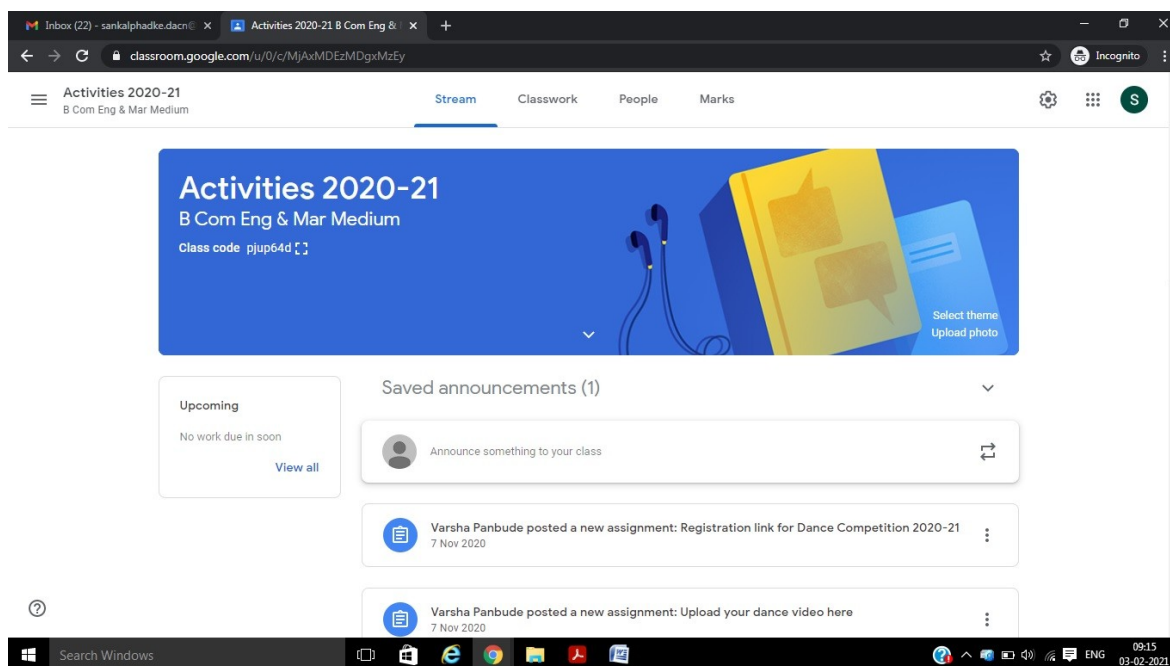 Inbox (22) - sankalphadke.dacn
Activities 2020-21 B Com Eng &
classroom.google.com/u/0/c/MjAxMDEzMDgxMzEy
Incognito
Activities 2020-21
B Com Eng & Mar Medium
Stream
Classwork
People
Marks
S
Activities 2020-21
B Com Eng & Mar Medium
Class code pjup64d
Select theme
Upload photo
Upcoming
No work due in soon
View all
Saved announcements (1)
Announce something to your class
Varsha Panbude posted a new assignment: Registration link for Dance Competition 2020-21
7 Nov 2020
Varsha Panbude posted a new assignment: Upload your dance video here
7 Nov 2020
Search Windows
ENG
09:15
03-02-2021